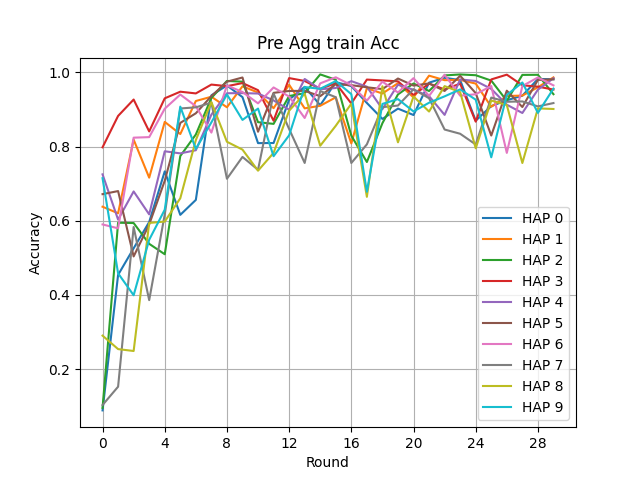 Pre Agg train Acc
1.0
0.8
0.6
0.4
0.2
Accuracy
0 4 8 12 16 20 24 28
Round
HAP 0
HAP 1
HAP 2
HAP 3
HAP 4
HAP 5
HAP 6
HAP 7
HAP 8
HAP 9